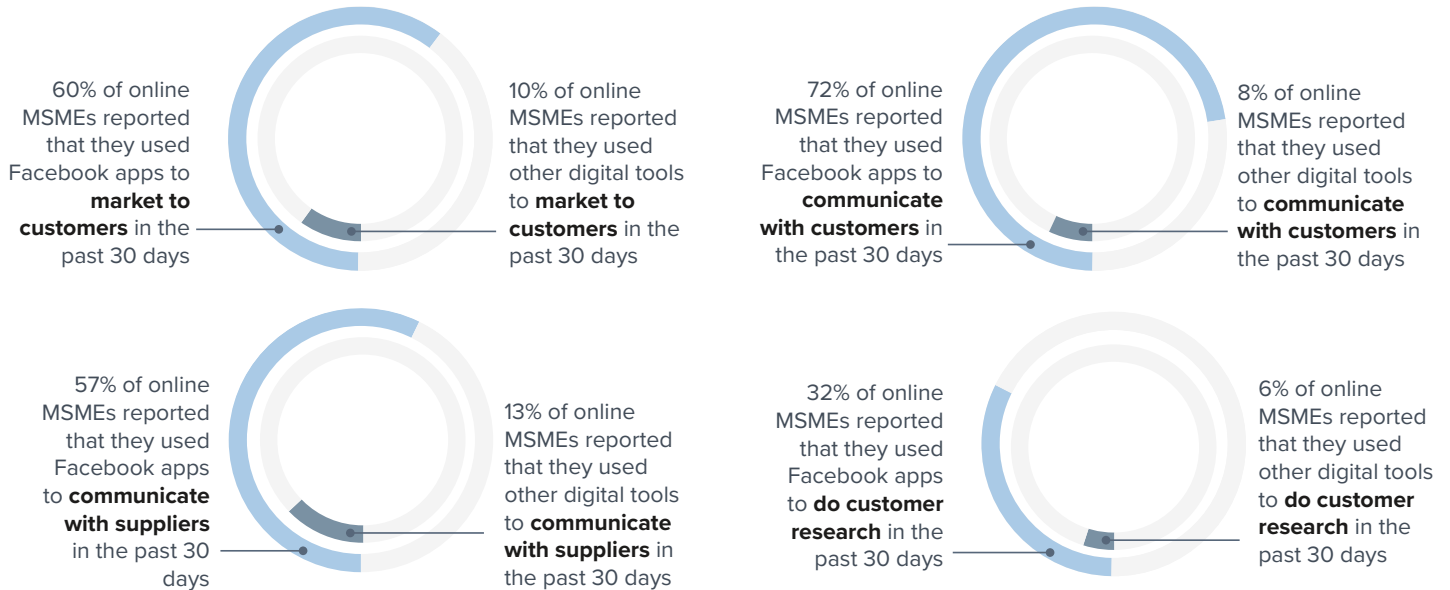 60% of online
MSMEs reported
that they used
Facebook apps to
market to
customers in the
past 30 days
10% of online
MSMEs reported
that they used
other digital tools
to market to
customers in the
past 30 days
72% of online
MSMEs reported
that they used
Facebook apps to
communicate
with customers in
the past 30 days
8% of online
MSMEs reported
that they used
other digital tools
to communicate
with customers in
the past 30 days
57% of online
MSMEs reported
that they used
Facebook apps
to communicate
with suppliers
in the past 30
days
13% of online
MSMEs reported
that they used
other digital tools
to communicate
with suppliers in
the past 30 days
32% of online
MSMEs reported
that they used
Facebook apps
to do customer
research in the
past 30 days
6% of online
MSMEs reported
that they used
other digital tools
to do customer
research in the
past 30 days